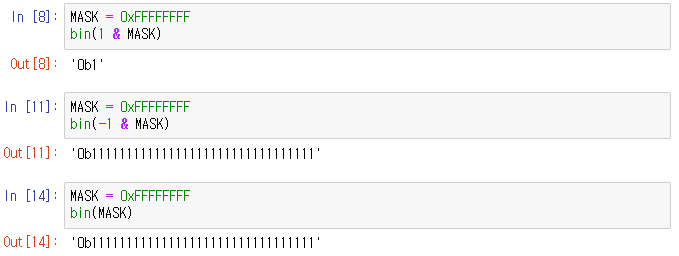 In [8]: MASK = 0xFFFFFFFF
bin(1 & MASK)
Out[8]: '0b1'
In [11]: MASK = 0xFFFFFFFF
bin(-1 & MASK)
Out[11]: '0b11111111111111111111111111111111'
In [14]: MASK = 0xFFFFFFFF
bin(MASK)
Out[14]: '0b11111111111111111111111111111111'